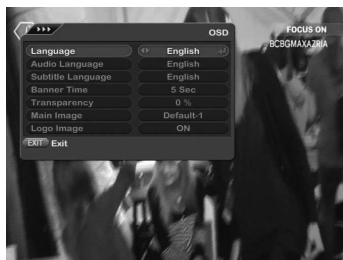 OSD
FOCUS ON
BCBGMAXAZRIA
Language English
Audio Language English
Subtitle Language English
Banner Time 5 Sec
Transparency 0 %
Main Image Default-1
Logo Image ON
EXIT Exit